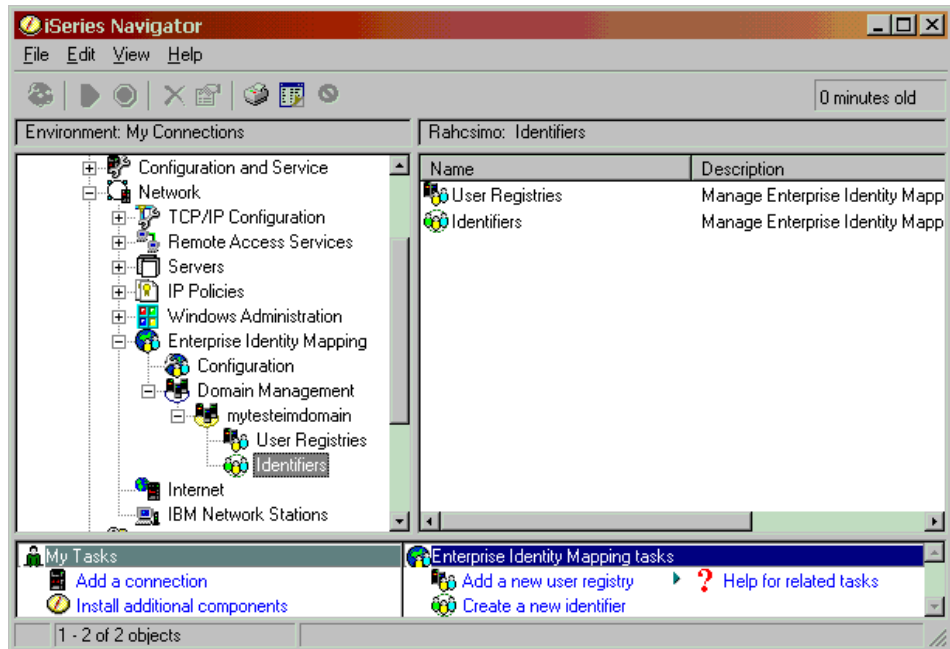 iSeries Navigator
File Edit View Help
0 minutes old
Environment: My Connections
Rahcsimo: Identifiers
Configuration and Service
Network
TCP/IP Configuration
Remote Access Services
Servers
IP Policies
Windows Administration
Enterprise Identity Mapping
Configuration
Domain Management
mytesteimdomain
User Registries
Identifiers
Internet
IBM Network Stations
Name Description
User Registries Manage Enterprise Identity Mapp
Identifiers Manage Enterprise Identity Mapp
My Tasks
Add a connection
Install additional components
Enterprise Identity Mapping tasks
Add a new user registry
Create a new identifier
Help for related tasks
1 - 2 of 2 objects